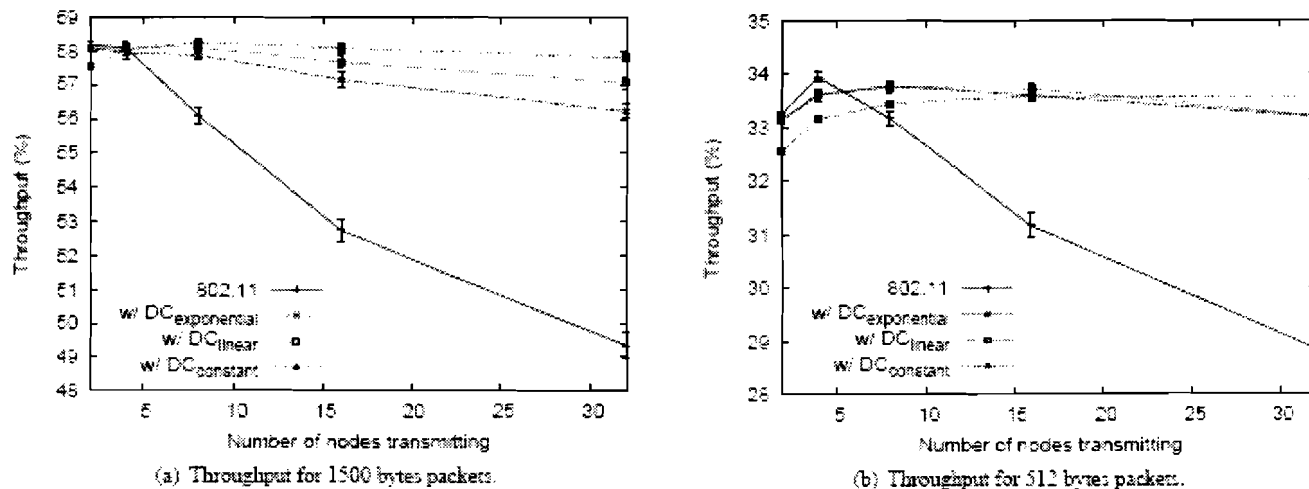 59
58
57
56
55
54
53
52
51
50
49
48
Throughput (%)
802.11
w/ DCexponential
w/ DClinear
w/ DCconstant
5
10
15
20
25
30
Number of nodes transmitting
(a) Throughput for 1500 bytes packets.
35
34
33
32
31
30
29
28
Throughput (%)
802.11
w/ DCexponential
w/ DClinear
w/ DCconstant
5
10
15
20
25
30
Number of nodes transmitting
(b) Throughput for 512 bytes packets.